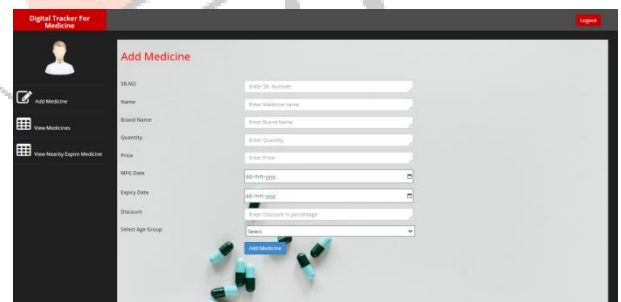 Digital Tracker For
Medicine
Logout
Add Medicine
SR.NO
Enter SR. Number
Name
Enter Medicine name
Brand Name
Enter Brand Name
Quantity
Enter Quantity
Price
Enter Price
MFG Date
dd-mm-yyyy
Expiry Date
dd-mm-yyyy
Discount
Enter Discount in percentage
Select Age Group
Select
Add Medicine
Add Medicine
View Medicines
View Nearby Expire Medicine